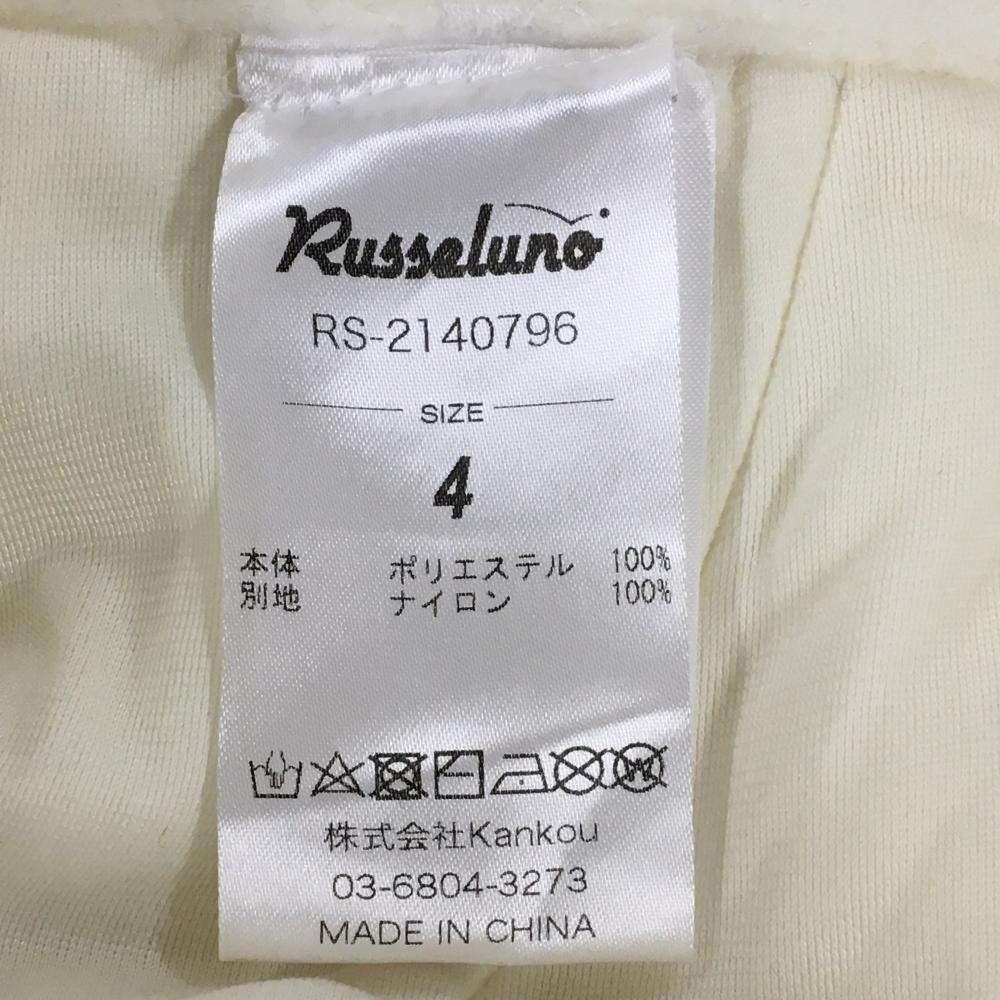 Russeluno
RS-2140796
SIZE
4
本体 ポリエステル 100%
別地 ナイロン 100%
株式会社Kankou
03-6804-3273
MADE IN CHINA